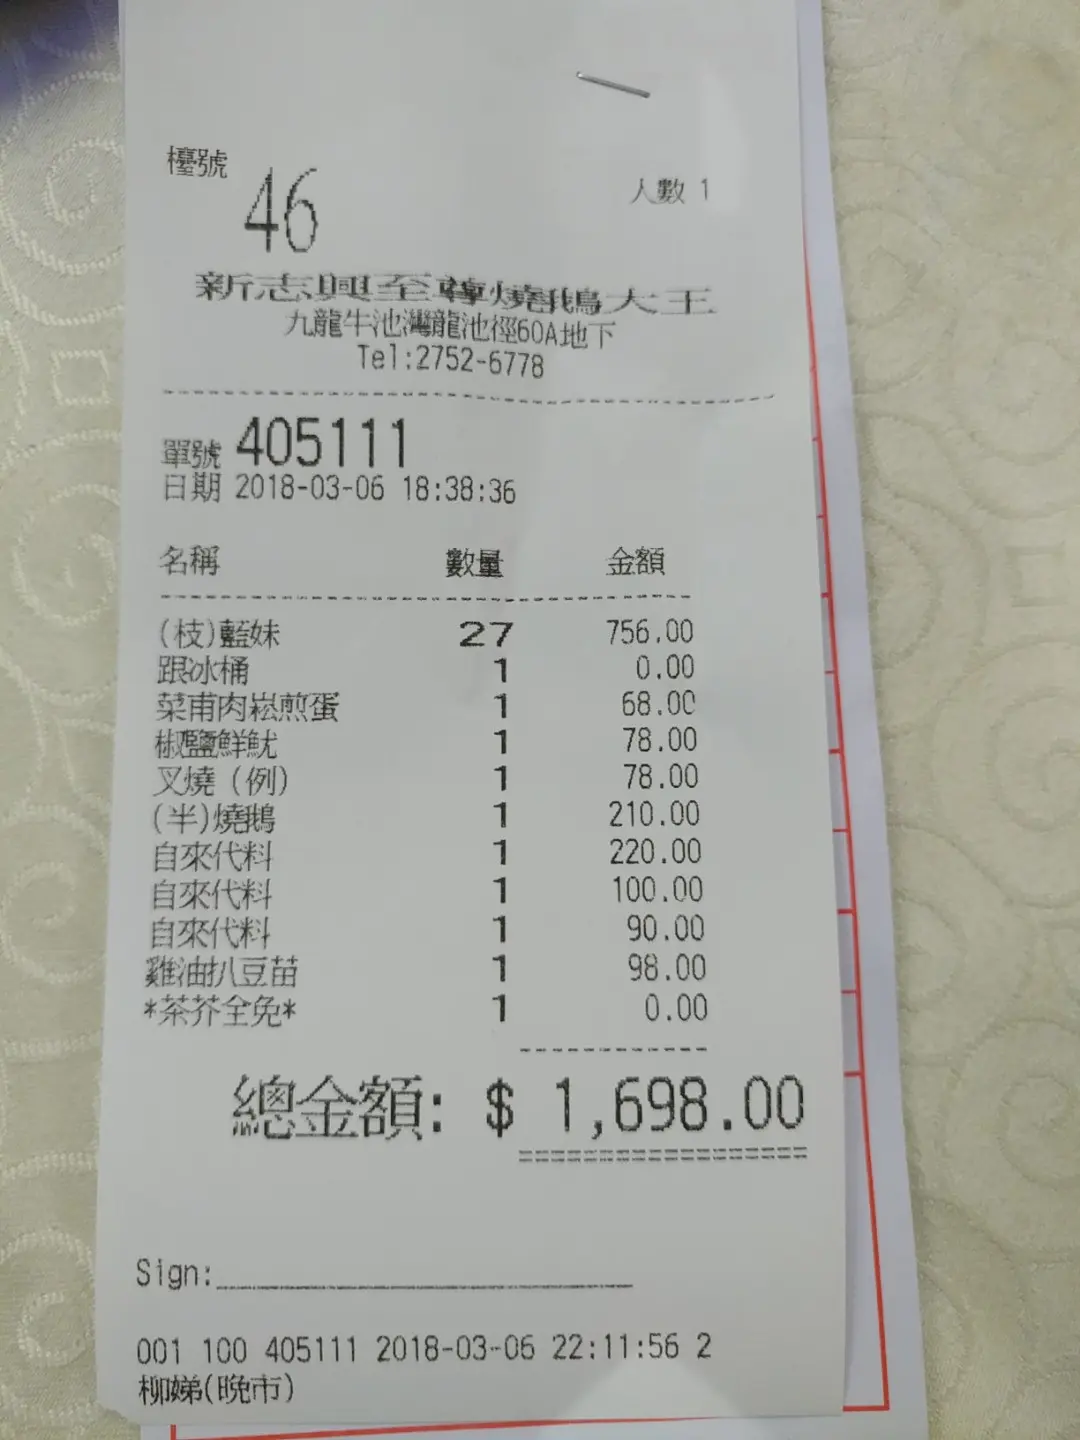 檯號 46 人數 1
新志興至尊燒鵝大王
九龍牛池灣龍池徑60A地下
Tel:2752-6778
單號 405111
日期 2018-03-06 18:38:36
名稱 數量 金額
(枝)藍妹 27 756.00
跟冰桶 1 0.00
菜甫肉崧煎蛋 1 68.00
椒鹽鮮魷 1 78.00
叉燒(例) 1 78.00
(半)燒鵝 1 210.00
自來代料 1 220.00
自來代料 1 100.00
自來代料 1 90.00
雞油扒豆苗 1 98.00
*茶芥全免* 1 0.00
總金額: $ 1,698.00
Sign:
001 100 405111 2018-03-06 22:11:56 2
柳娣(晚市)